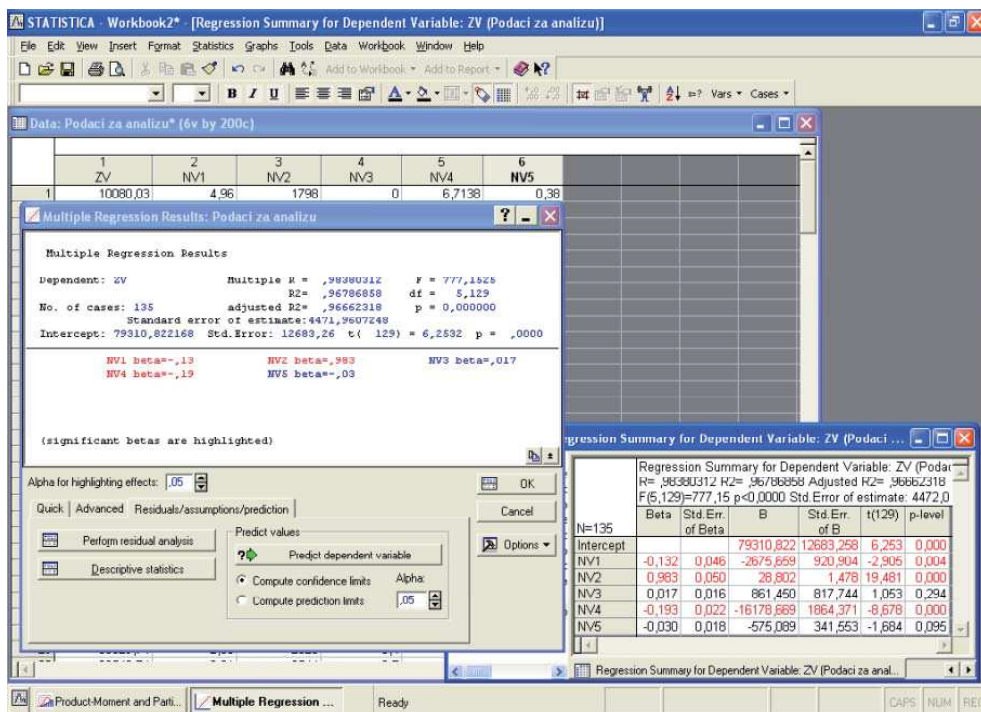 STATISTICA - Workbook2* - [Regression Summary for Dependent Variable: ZV (Podaci za analizu)]
File Edit View Insert Format Statistics Graphs Tools Data Workbook Window Help
Add to Workbook Add to Report
B I U A Vars Cases
Data: Podaci za analizu* (6v by 200c)
1 2 3 4 5 6
ZV NV1 NV2 NV3 NV4 NV5
1 10080,03 4,96 1798 0 6,7138 0,38
Multiple Regression Results: Podaci za analizu
Multiple Regression Results
Dependent: ZV Multiple R = ,98380312 F = 777,1525
R2= ,96786858 df = 5,129
No. of cases: 135 adjusted R2= ,96662318 p = 0,000000
Standard error of estimate:4471,9607248
Intercept: 79310,822168 Std.Error: 12683,26 t( 129) = 6,2532 p = ,0000
NV1 beta=-,13 NV2 beta=,983 NV3 beta=,017
NV4 beta=-,19 NV5 beta=-,03
(significant betas are highlighted)
Alpha for highlighting effects: ,05
OK
Quick Advanced Residuals/assumptions/prediction
Cancel
Perform residual analysis
Descriptive statistics
Predict values
Predict dependent variable
Compute confidence limits
Compute prediction limits
Alpha:
,05
Options
gression Summary for Dependent Variable: ZV (Podaci ...
Regression Summary for Dependent Variable: ZV (Podac
R= ,98380312 R2= ,96786858 Adjusted R2= ,96662318
F(5,129)=777,15 p<0,0000 Std.Error of estimate: 4472,0
N=135 Beta Std.Err. of Beta B Std.Err. of B t(129) p-level
Intercept 79310,822 12683,258 6,253 0,000
NV1 -0,132 0,046 -2675,659 920,904 -2,905 0,004
NV2 0,983 0,050 28,802 1,478 19,481 0,000
NV3 0,017 0,016 861,450 817,744 1,053 0,294
NV4 -0,193 0,022 -16178,669 1864,371 -8,678 0,000
NV5 -0,030 0,018 -575,089 341,553 -1,684 0,095
Regression Summary for Dependent Variable: ZV (Podaci za anal...
Product-Moment and Parti... Multiple Regression ... Ready CAPS NUM REC